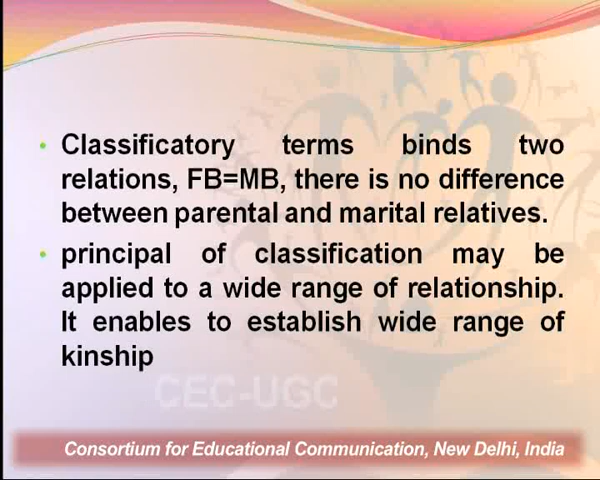 Classificatory terms binds two
relations, FB=MB, there is no difference
between parental and marital relatives.
principal of classification may be
applied to a wide range of relationship.
It enables to establish wide range of
kinship
CEC-UGC
Consortium for Educational Communication, New Delhi, India